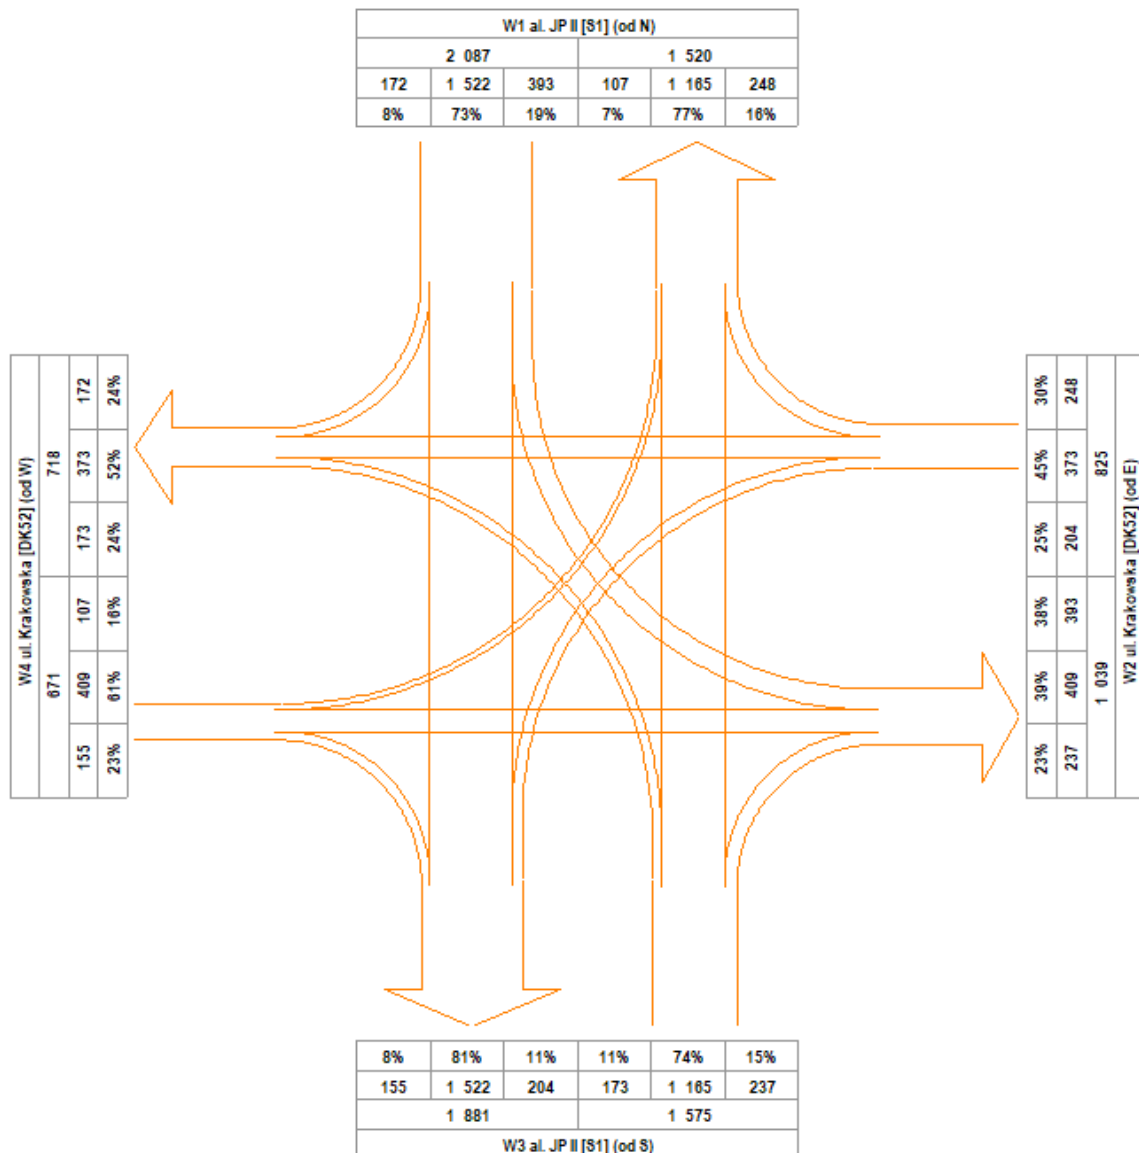 W1 al. JP II [S1] (od N)
2 087 1 520
172 1 522 393 107 1 165 248
8% 73% 19% 7% 77% 16%
W4 ul. Krakowska [DK52] (od W)
671 718
155 409 107 173 373 172
23% 61% 16% 24% 52% 24%
23% 39% 38% 25% 45% 30%
237 409 393 204 373 248
1 039 825
W2 ul. Krakowska [DK52] (od E)
8% 81% 11% 11% 74% 15%
155 1 522 204 173 1 165 237
1 881 1 575
W3 al. JP II [S1] (od S)